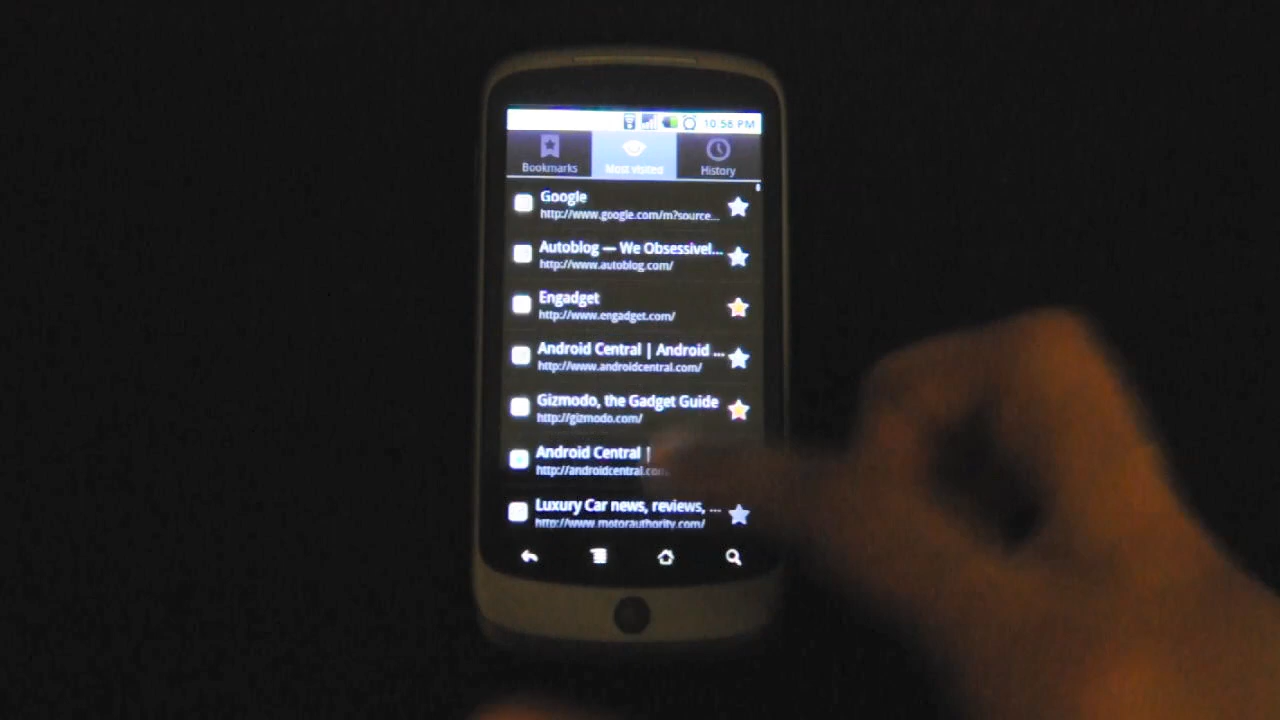 10:58 PM
Bookmarks
Most visited
History
Google
http://www.google.com/m?source...
Autoblog — We Obsessivel...
http://www.autoblog.com/
Engadget
http://www.engadget.com/
Android Central | Android ...
http://www.androidcentral.com/
Gizmodo, the Gadget Guide
http://gizmodo.com/
Android Central |
http://androidcentral.com
Luxury Car news, reviews, ...
http://www.motorauthority.com/